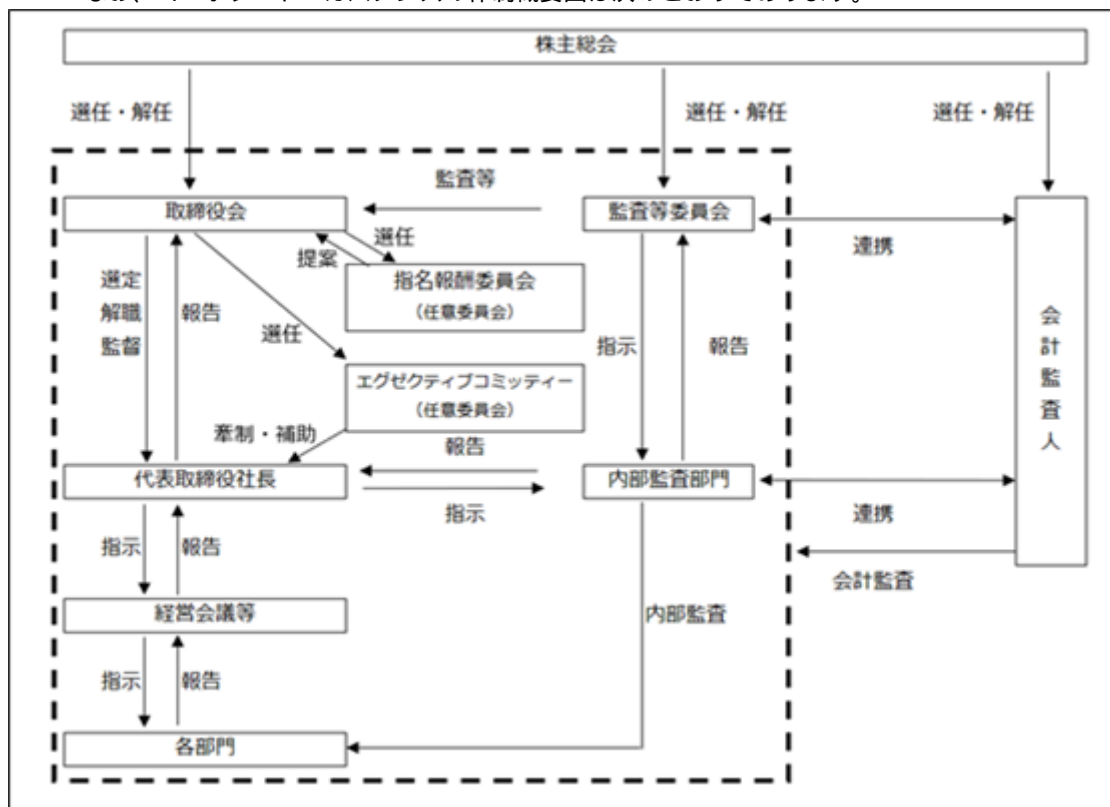 株主総会
選任・解任
選任・解任
選任・解任
監査等
取締役会
監査等委員会
選任
提案
連携
指名報酬委員会
（任意委員会）
選定
解職
監督
報告
選任
指示
報告
会計監査人
エグゼクティブコミッティー
（任意委員会）
牽制・補助
報告
代表取締役社長
内部監査部門
指示
連携
指示
報告
会計監査
経営会議等
内部監査
指示
報告
各部門